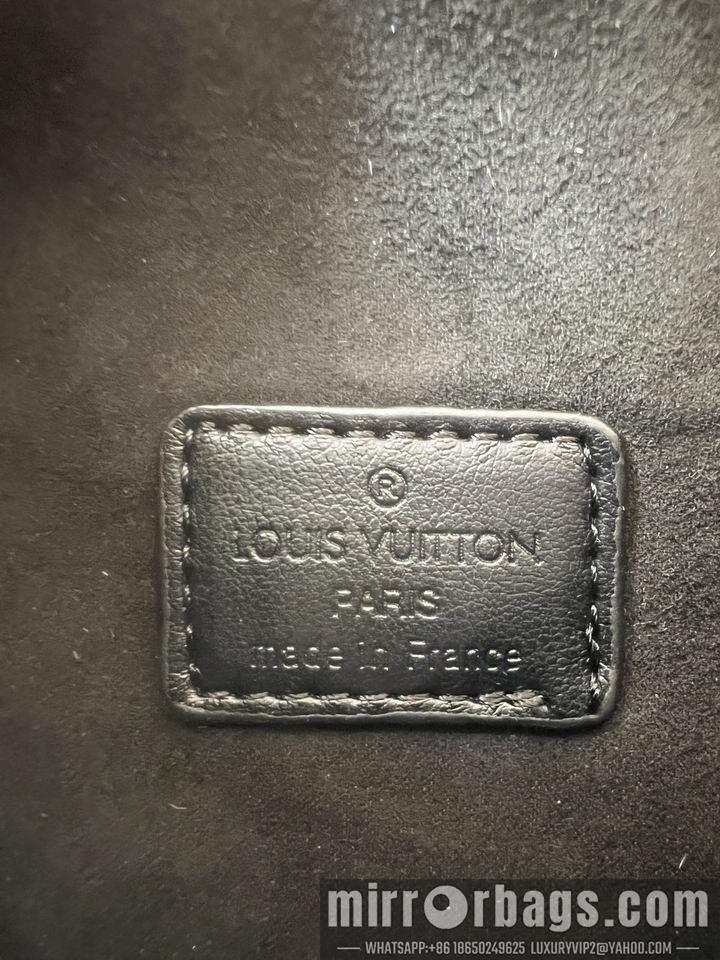 ®
LOUIS VUITTON
PARIS
made in France
mirrorbags.com
WHATSAPP:+86 18650249625 LUXURYVIP2@YAHOO.COM